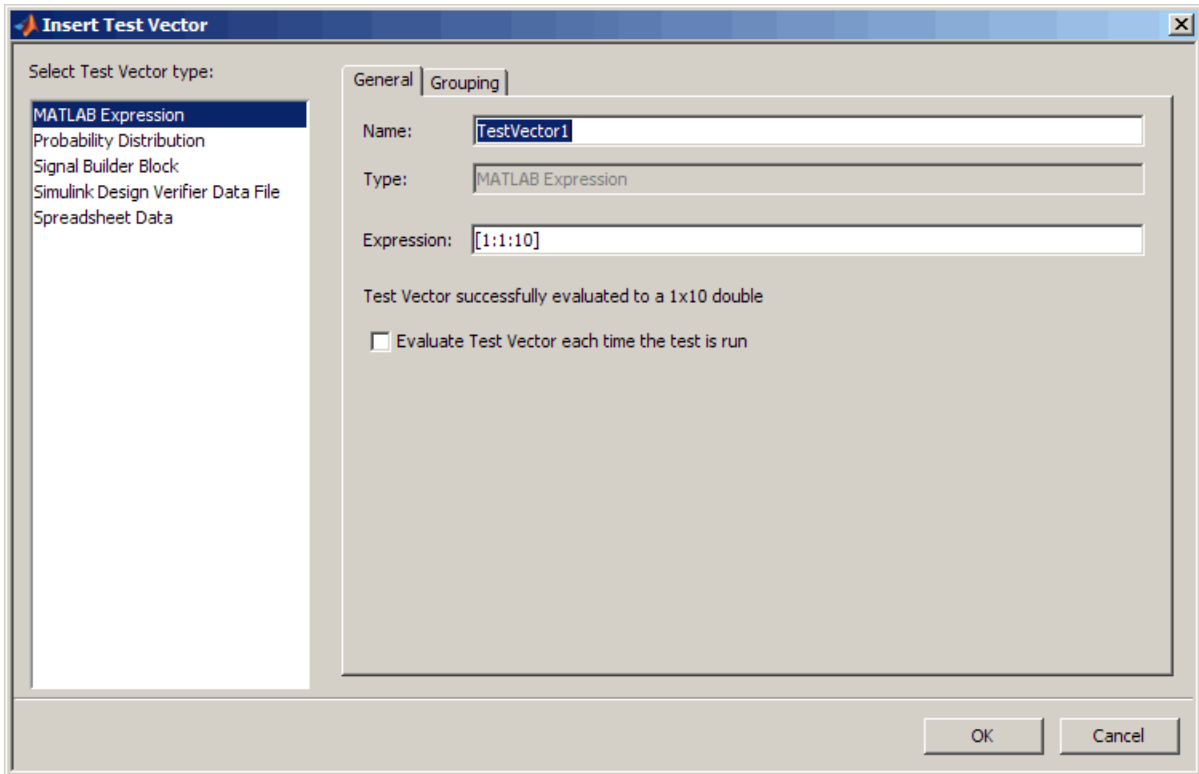 Insert Test Vector
Select Test Vector type:
MATLAB Expression
Probability Distribution
Signal Builder Block
Simulink Design Verifier Data File
Spreadsheet Data
General Grouping
Name: TestVector1
Type: MATLAB Expression
Expression: [1:1:10]
Test Vector successfully evaluated to a 1x10 double
Evaluate Test Vector each time the test is run
OK Cancel